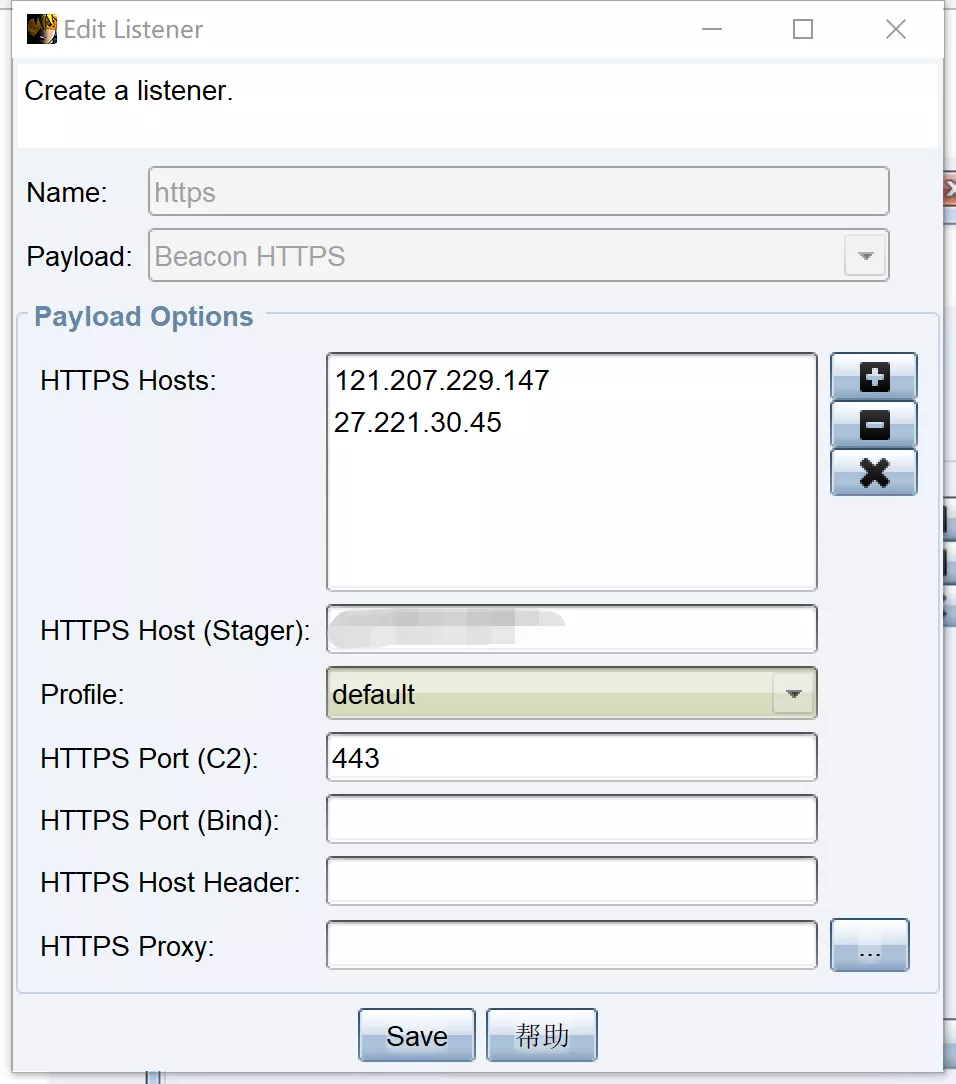 Edit Listener
Create a listener.
Name: https
Payload: Beacon HTTPS
Payload Options
HTTPS Hosts: 121.207.229.147
27.221.30.45
HTTPS Host (Stager):
Profile: default
HTTPS Port (C2): 443
HTTPS Port (Bind):
HTTPS Host Header:
HTTPS Proxy: ...
Save 帮助